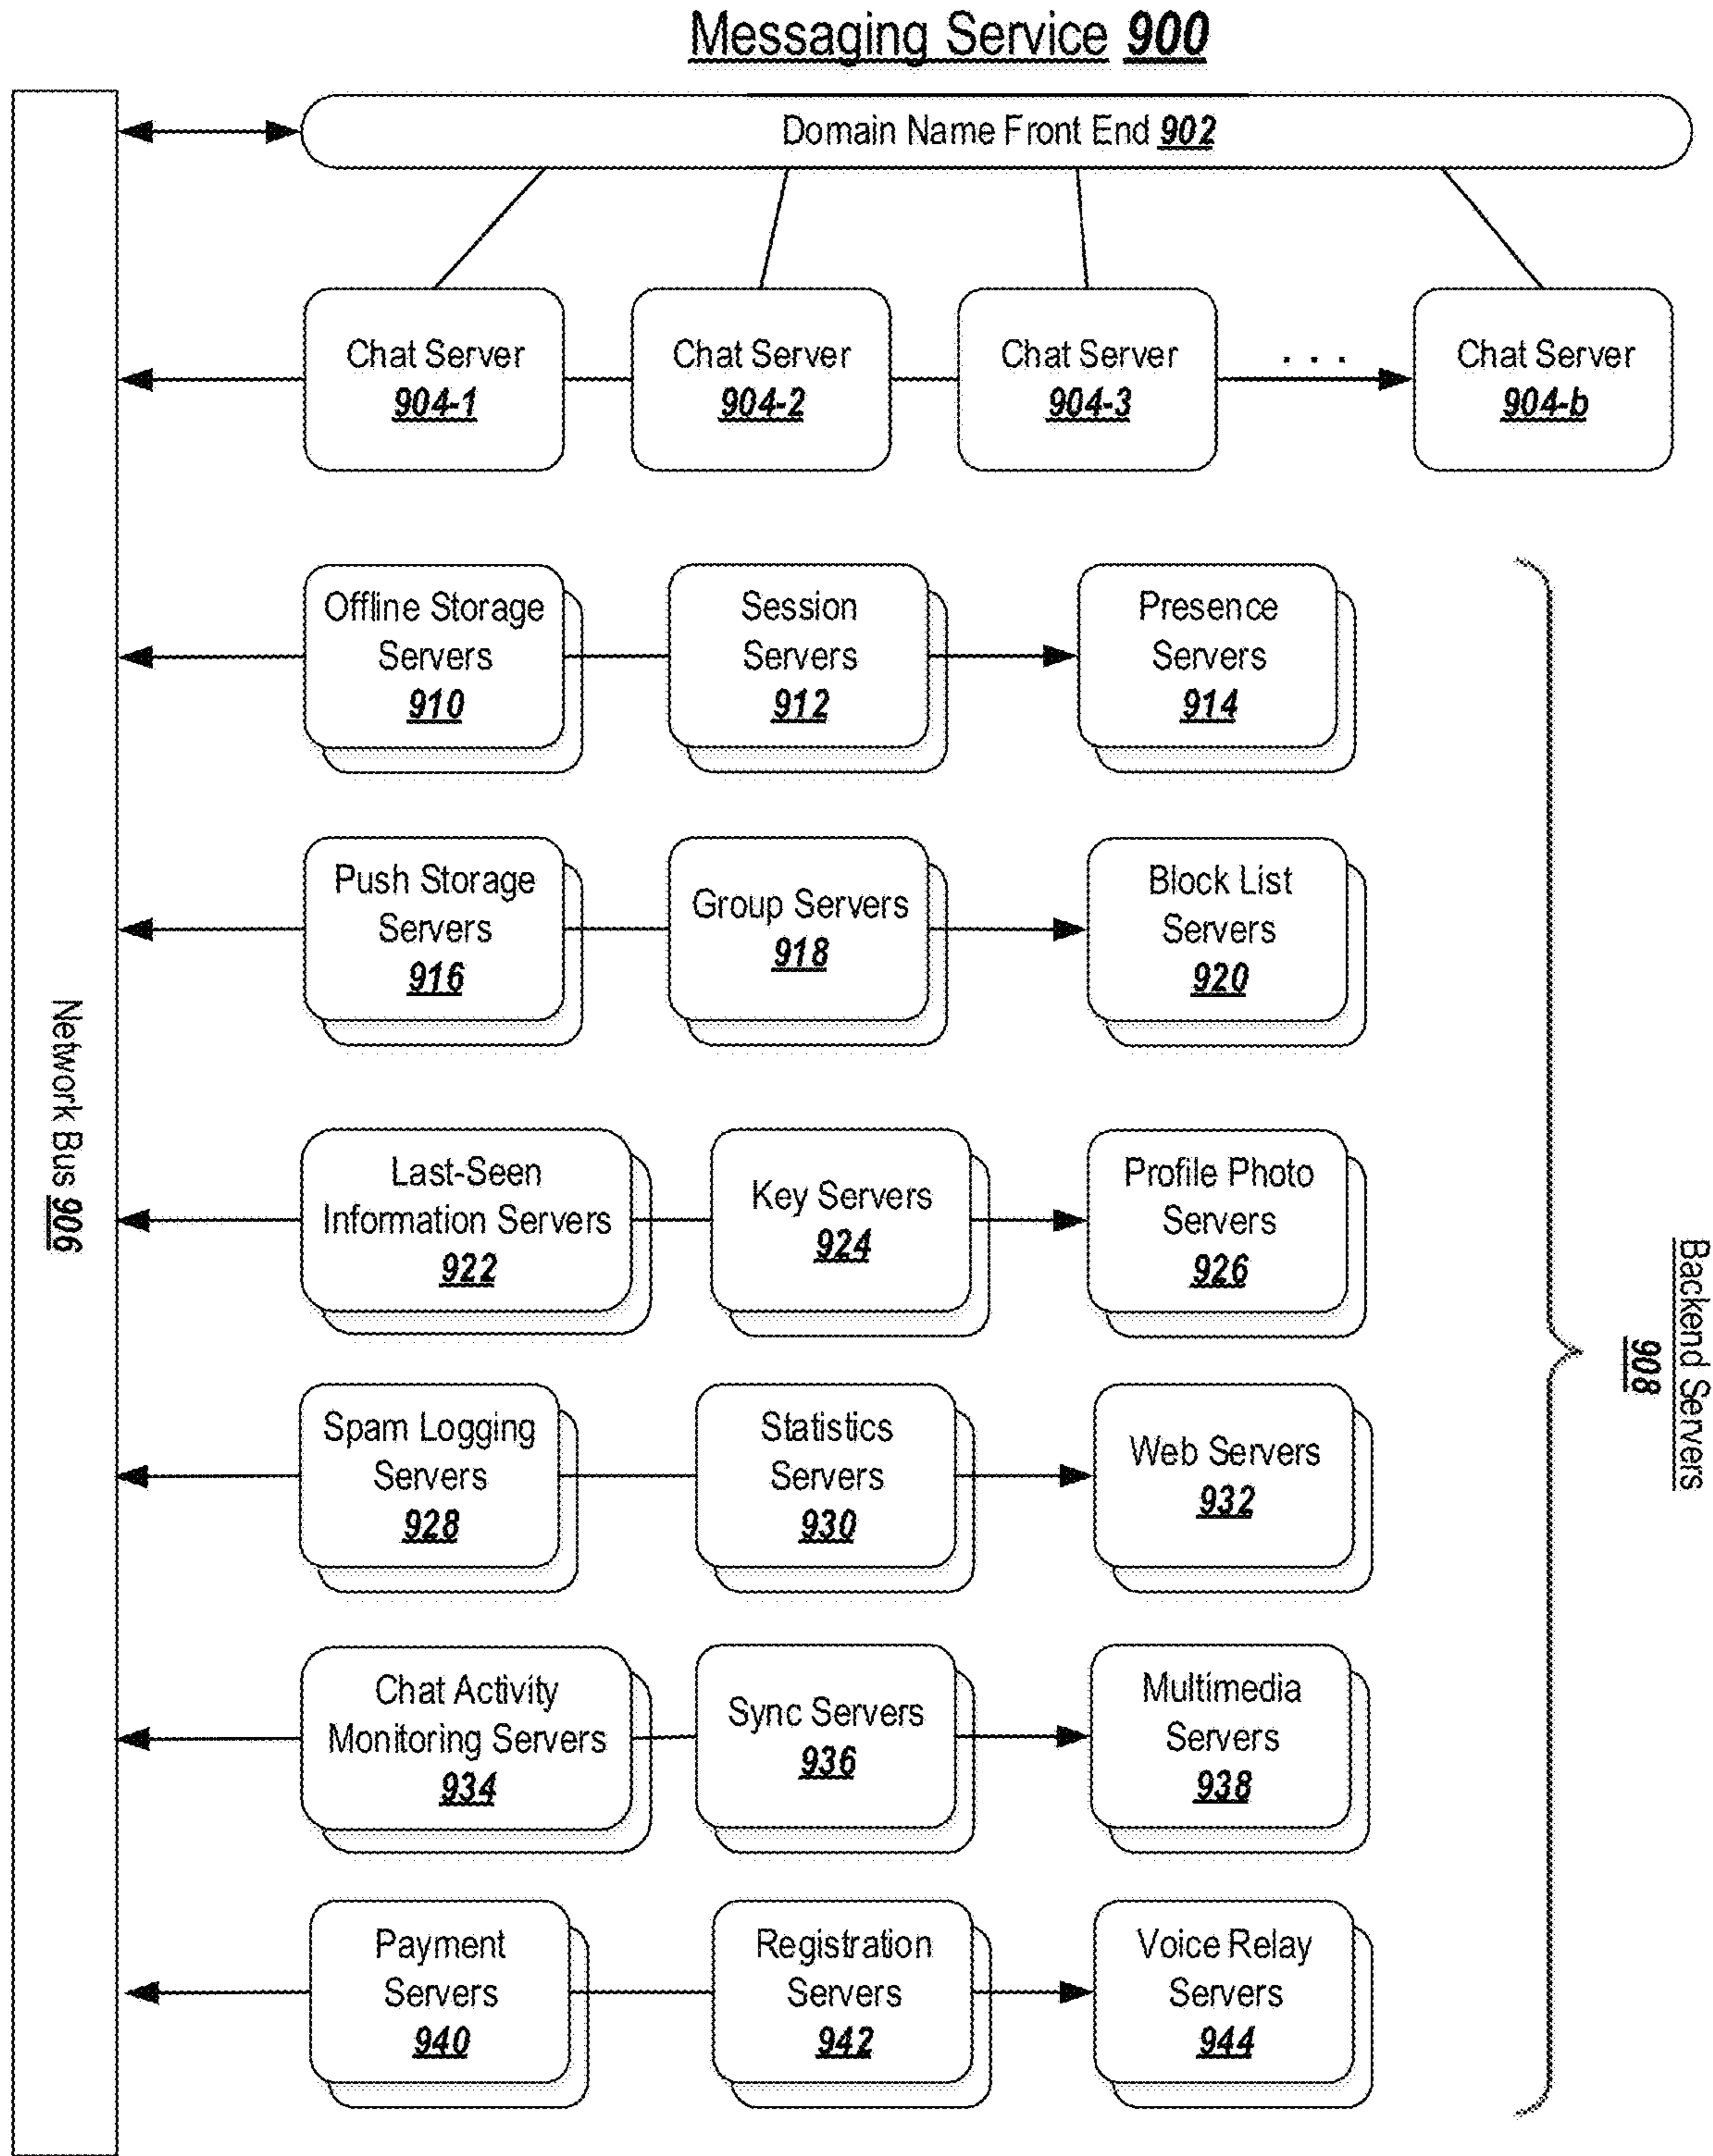 Messaging Service 900
Domain Name Front End 902
Chat Server
904-1
Chat Server
904-2
Chat Server
904-3
. . .
Chat Server
904-b
Offline Storage
Servers
910
Session
Servers
912
Presence
Servers
914
Push Storage
Servers
916
Group Servers
918
Block List
Servers
920
Network Bus 906
Last-Seen
Information Servers
922
Key Servers
924
Profile Photo
Servers
926
Backend Servers
908
Spam Logging
Servers
928
Statistics
Servers
930
Web Servers
932
Chat Activity
Monitoring Servers
934
Sync Servers
936
Multimedia
Servers
938
Payment
Servers
940
Registration
Servers
942
Voice Relay
Servers
944